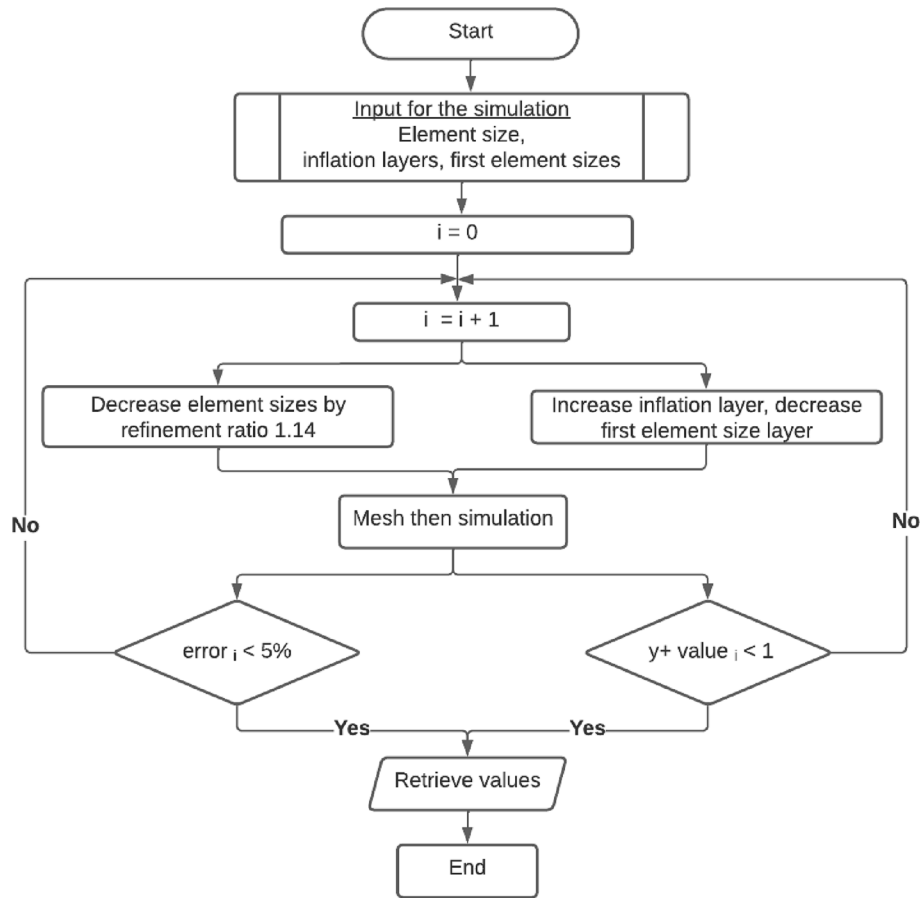 Start
Input for the simulation
Element size,
inflation layers, first element sizes
i = 0
i = i + 1
Decrease element sizes by
refinement ratio 1.14
Increase inflation layer, decrease
first element size layer
Mesh then simulation
No
No
error i < 5%
y+ value i < 1
Yes
Yes
Retrieve values
End